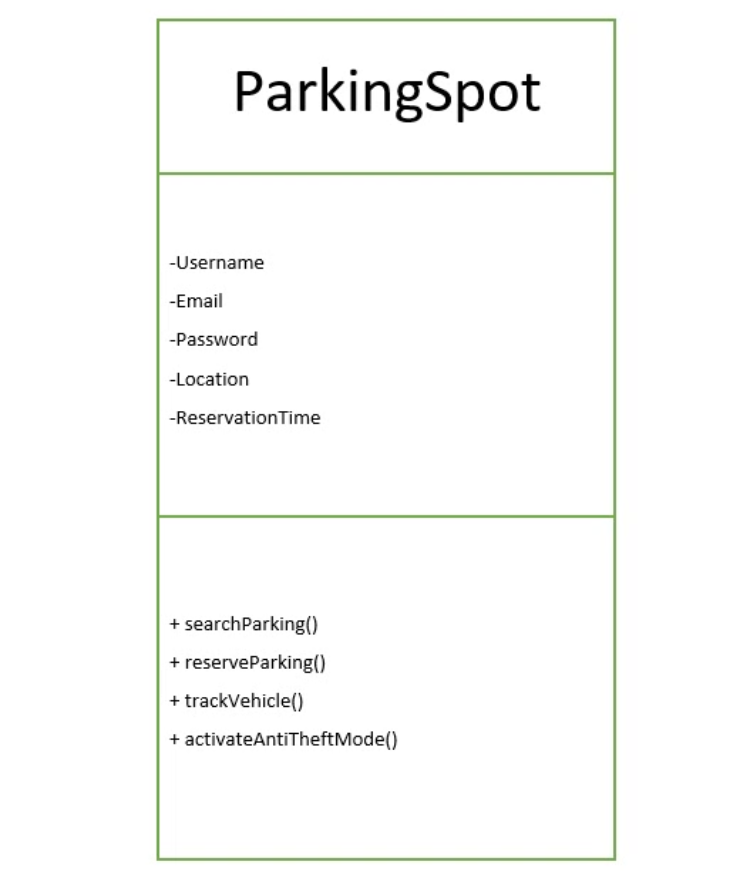 ParkingSpot
-Username
-Email
-Password
-Location
-ReservationTime
+ searchParking()
+ reserveParking()
+ trackVehicle()
+ activateAntiTheftMode()